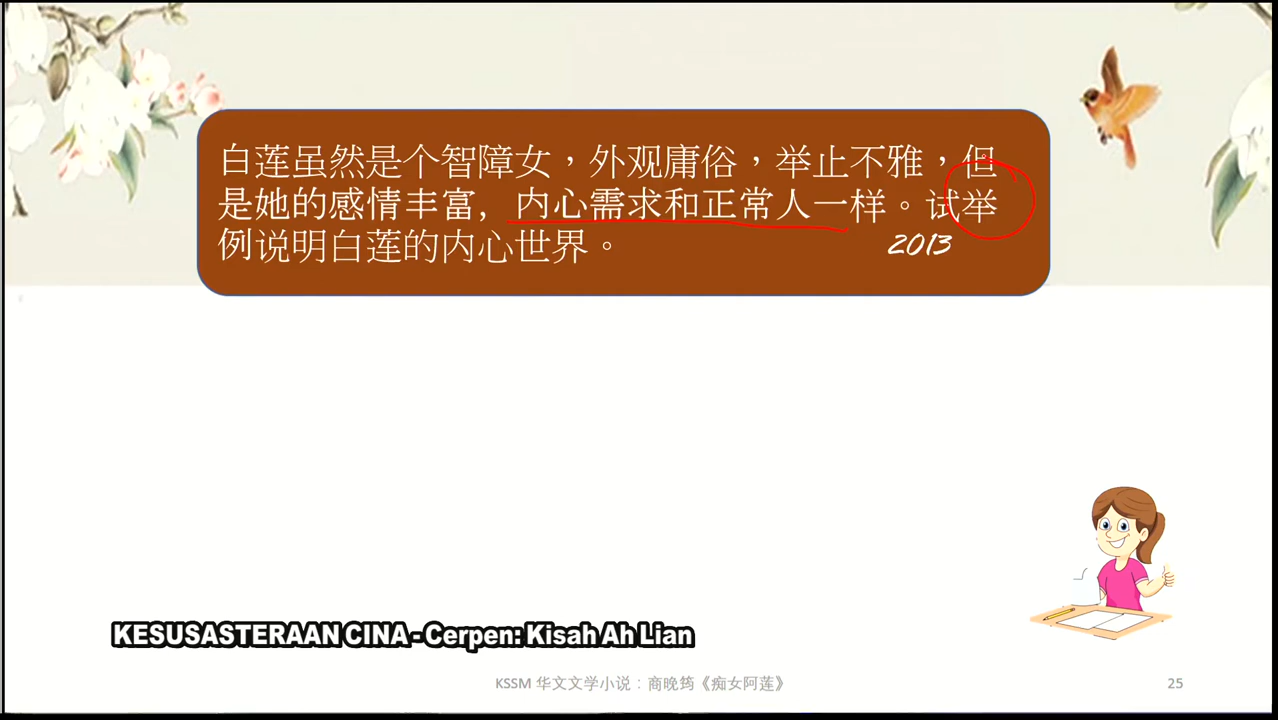 白莲虽然是个智障女，外观庸俗，举止不雅，但
是她的感情丰富，内心需求和正常人一样。试举
例说明白莲的内心世界。
2013
KESUSASTERAAN CINA - Cerpen: Kisah Ah Lian
KSSM 华文文学小说：商晚筠《痴女阿莲》
25